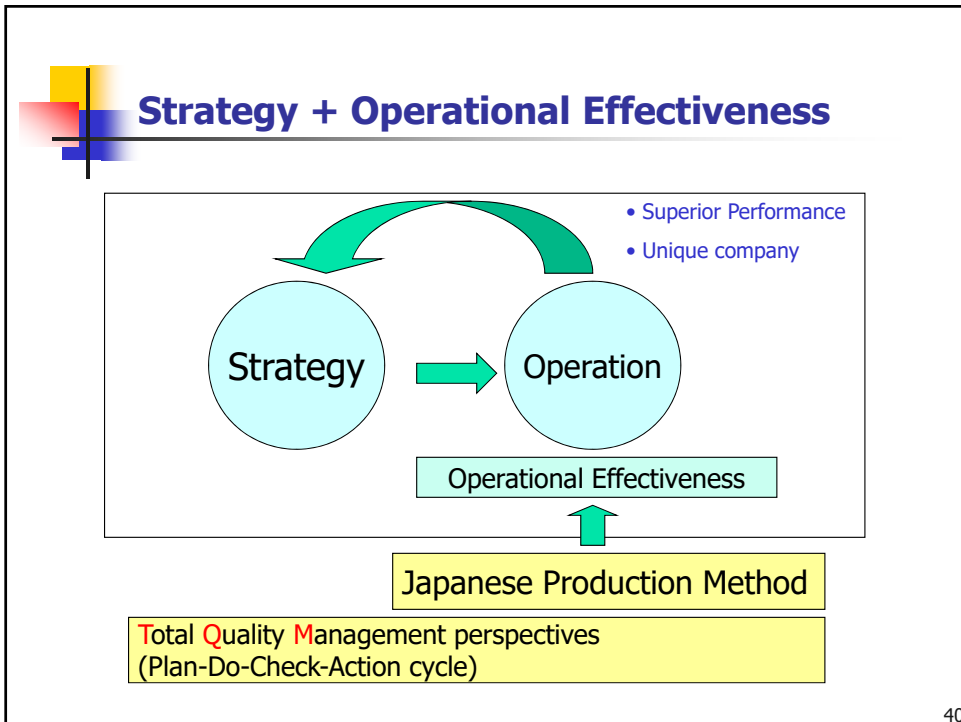 Strategy + Operational Effectiveness
• Superior Performance
• Unique company
Strategy
Operation
Operational Effectiveness
Japanese Production Method
Total Quality Management perspectives
(Plan-Do-Check-Action cycle)
40